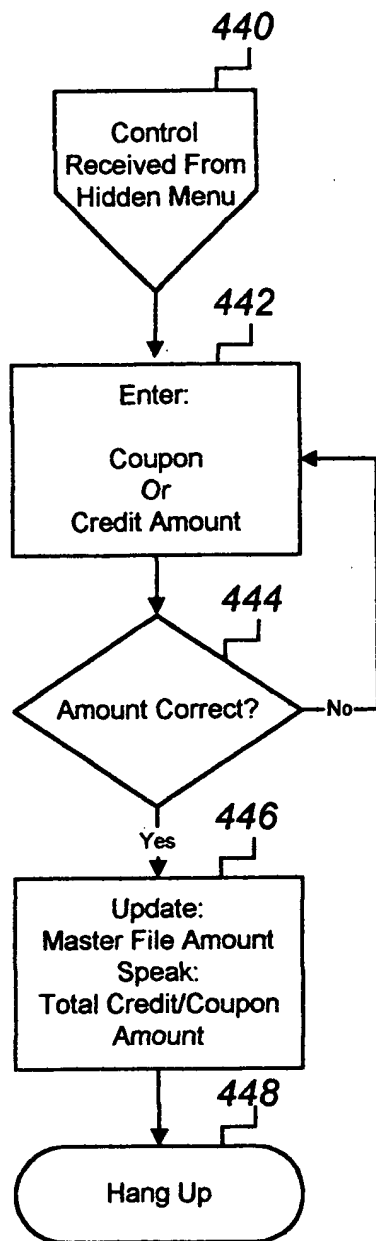 440
Control
Received From
Hidden Menu
442
Enter:
Coupon
Or
Credit Amount
444
Amount Correct?
No
Yes
446
Update:
Master File Amount
Speak:
Total Credit/Coupon
Amount
448
Hang Up